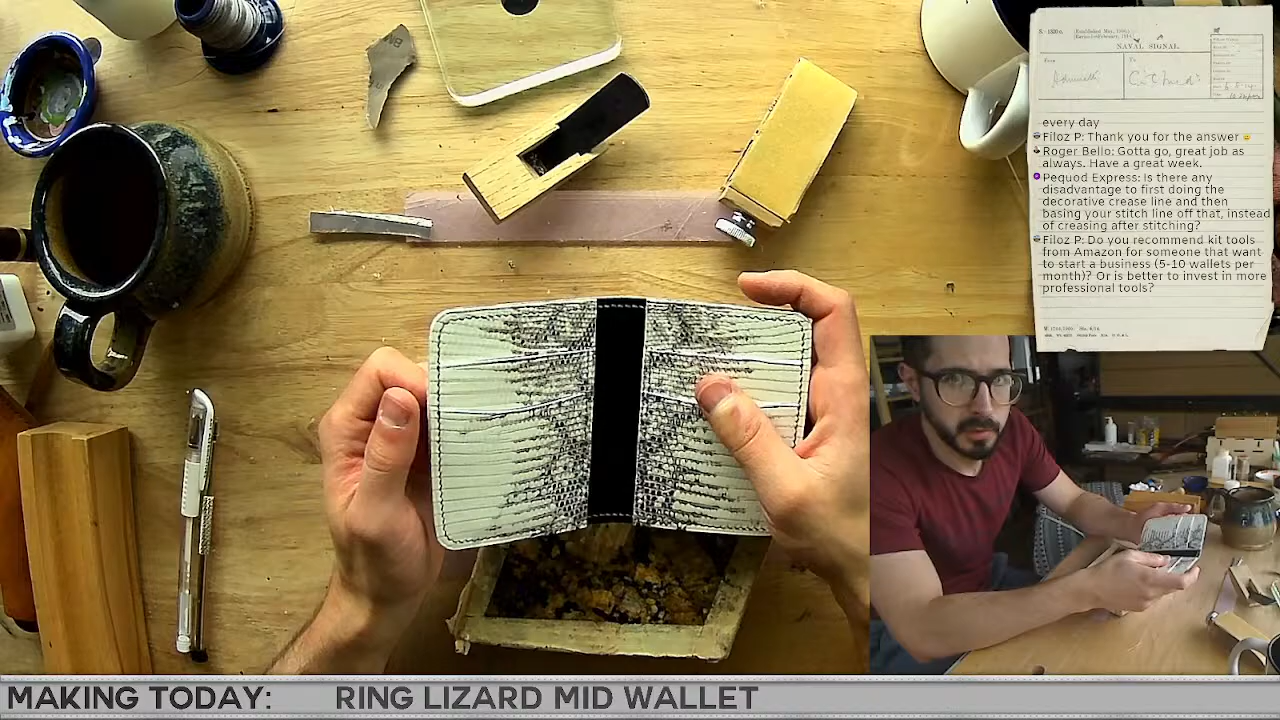 NAVAL SIGNAL
From
To
every day
Filoz P: Thank you for the answer
Roger Bello: Gotta go, great job as
always. Have a great week.
Pequod Express: Is there any
disadvantage to first doing the
decorative crease line and then
basing your stitch line off that, instead
of creasing after stitching?
Filoz P: Do you recommend kit tools
from Amazon for someone that want
to start a business (5-10 wallets per
month)? Or is better to invest in more
professional tools?
MAKING TODAY: RING LIZARD MID WALLET